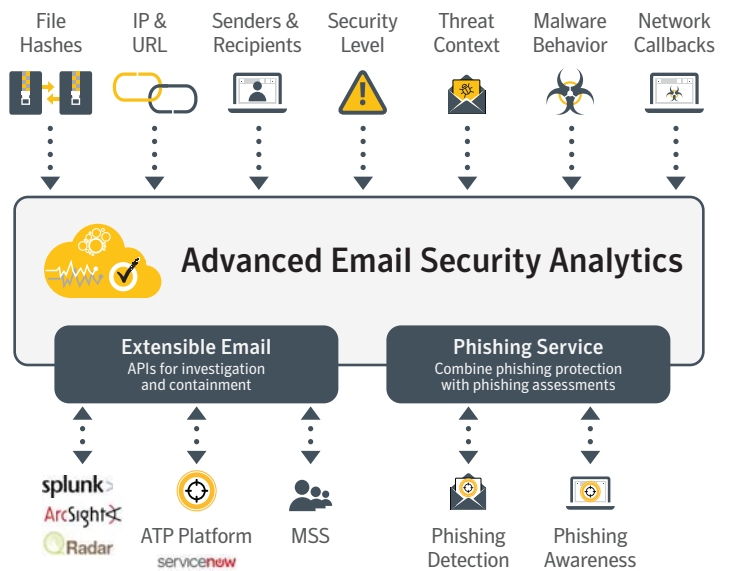 File
Hashes
IP &
URL
Senders &
Recipients
Security
Level
Threat
Context
Malware
Behavior
Network
Callbacks
Advanced Email Security Analytics
Extensible Email
APIs for investigation
and containment
Phishing Service
Combine phishing protection
with phishing assessments
splunk>
ArcSight
QRadar
ATP Platform
servicenow
MSS
Phishing
Detection
Phishing
Awareness